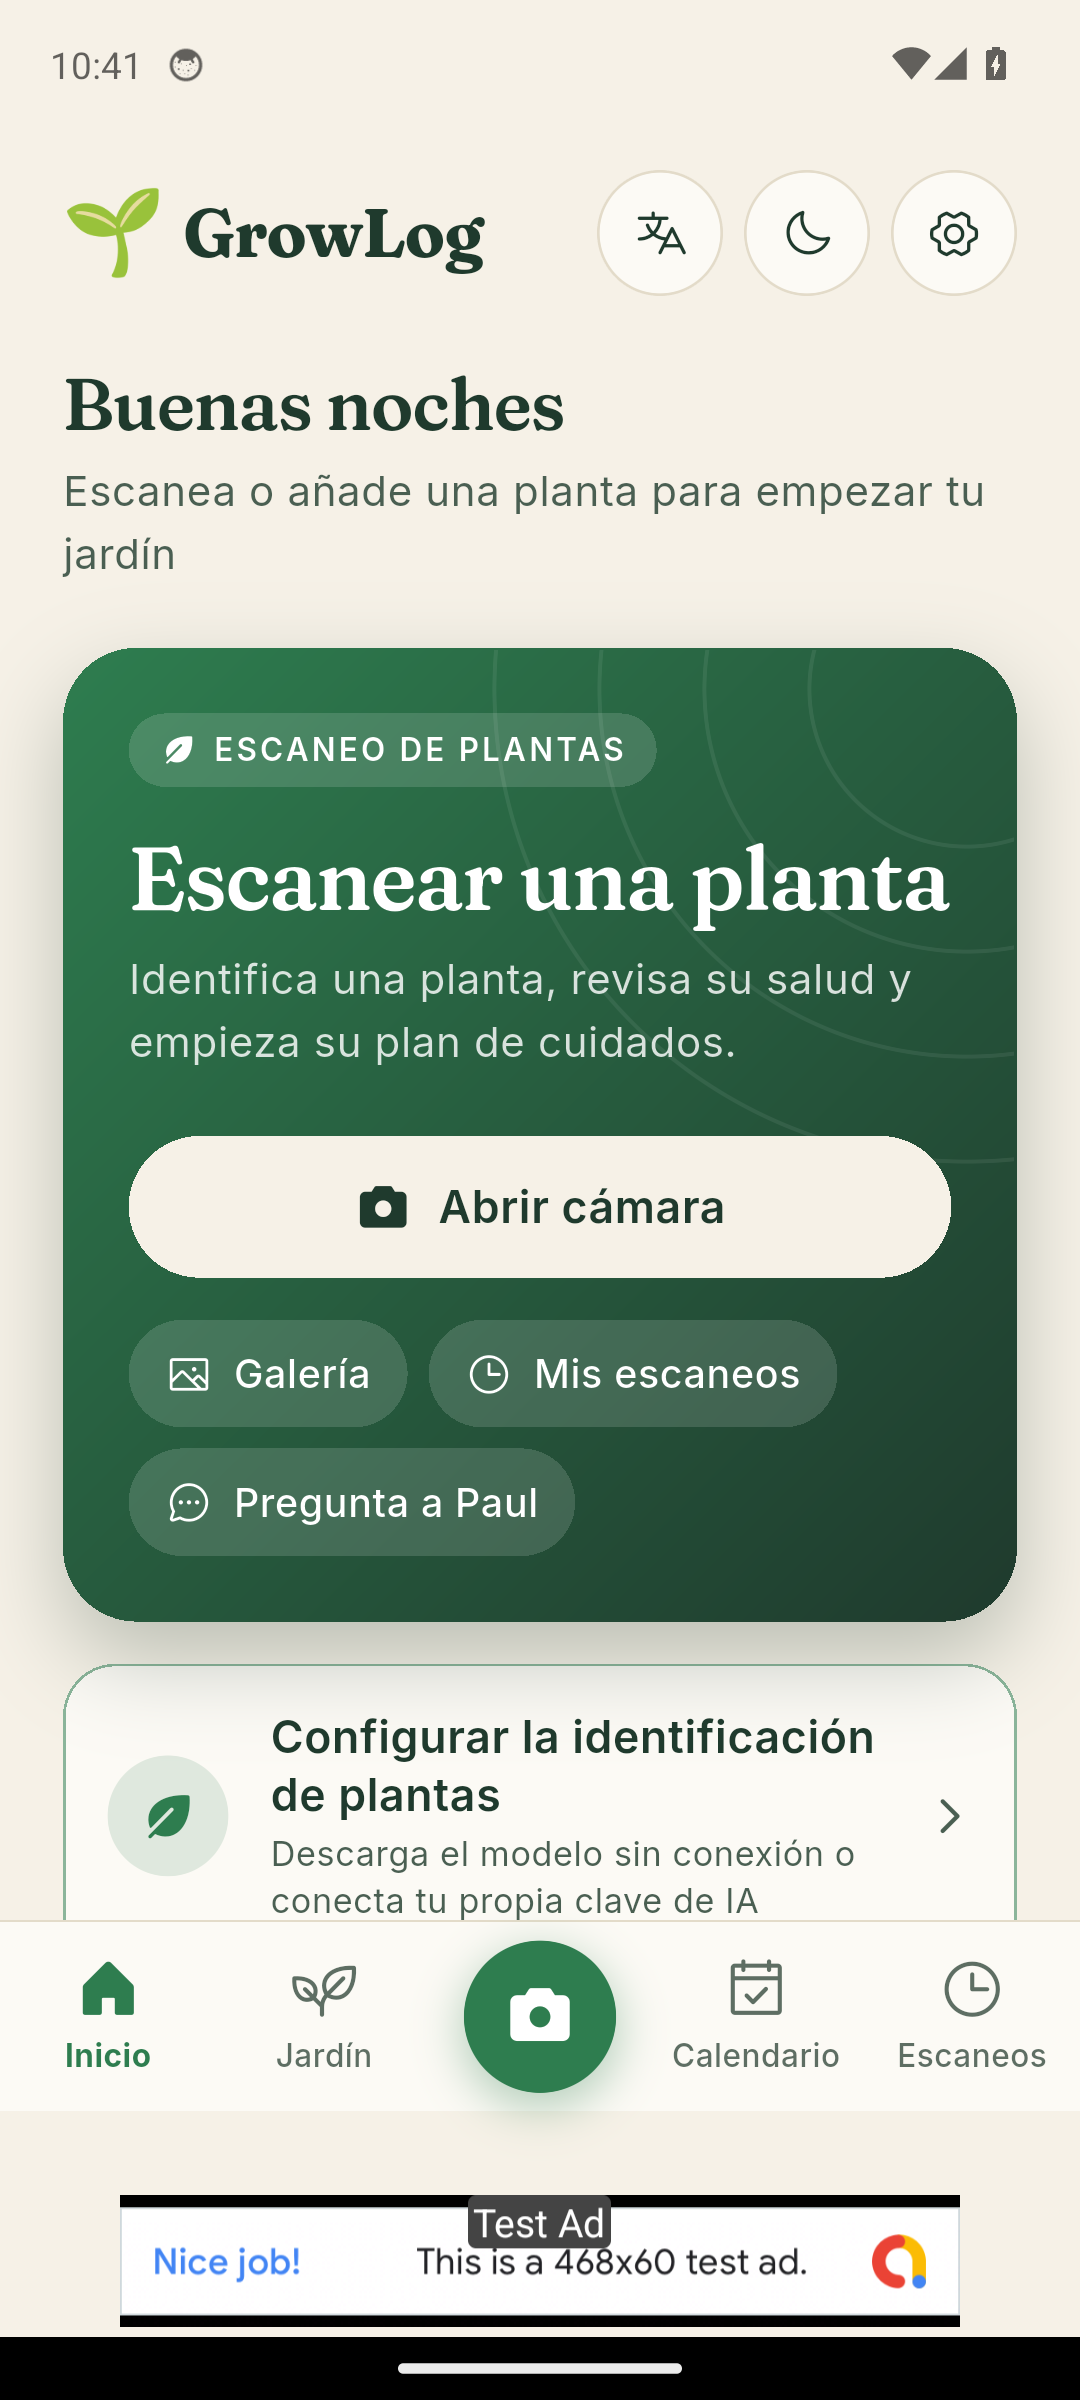 10:41
GrowLog
Buenas noches
Escanea o añade una planta para empezar tu
jardín
ESCANEO DE PLANTAS
Escanear una planta
Identifica una planta, revisa su salud y
empieza su plan de cuidados.
Abrir cámara
Galería
Mis escaneos
Pregunta a Paul
Configurar la identificación
de plantas
Descarga el modelo sin conexión o
conecta tu propia clave de IA
Inicio
Jardín
Calendario
Escaneos
Test Ad
Nice job!
This is a 468x60 test ad.